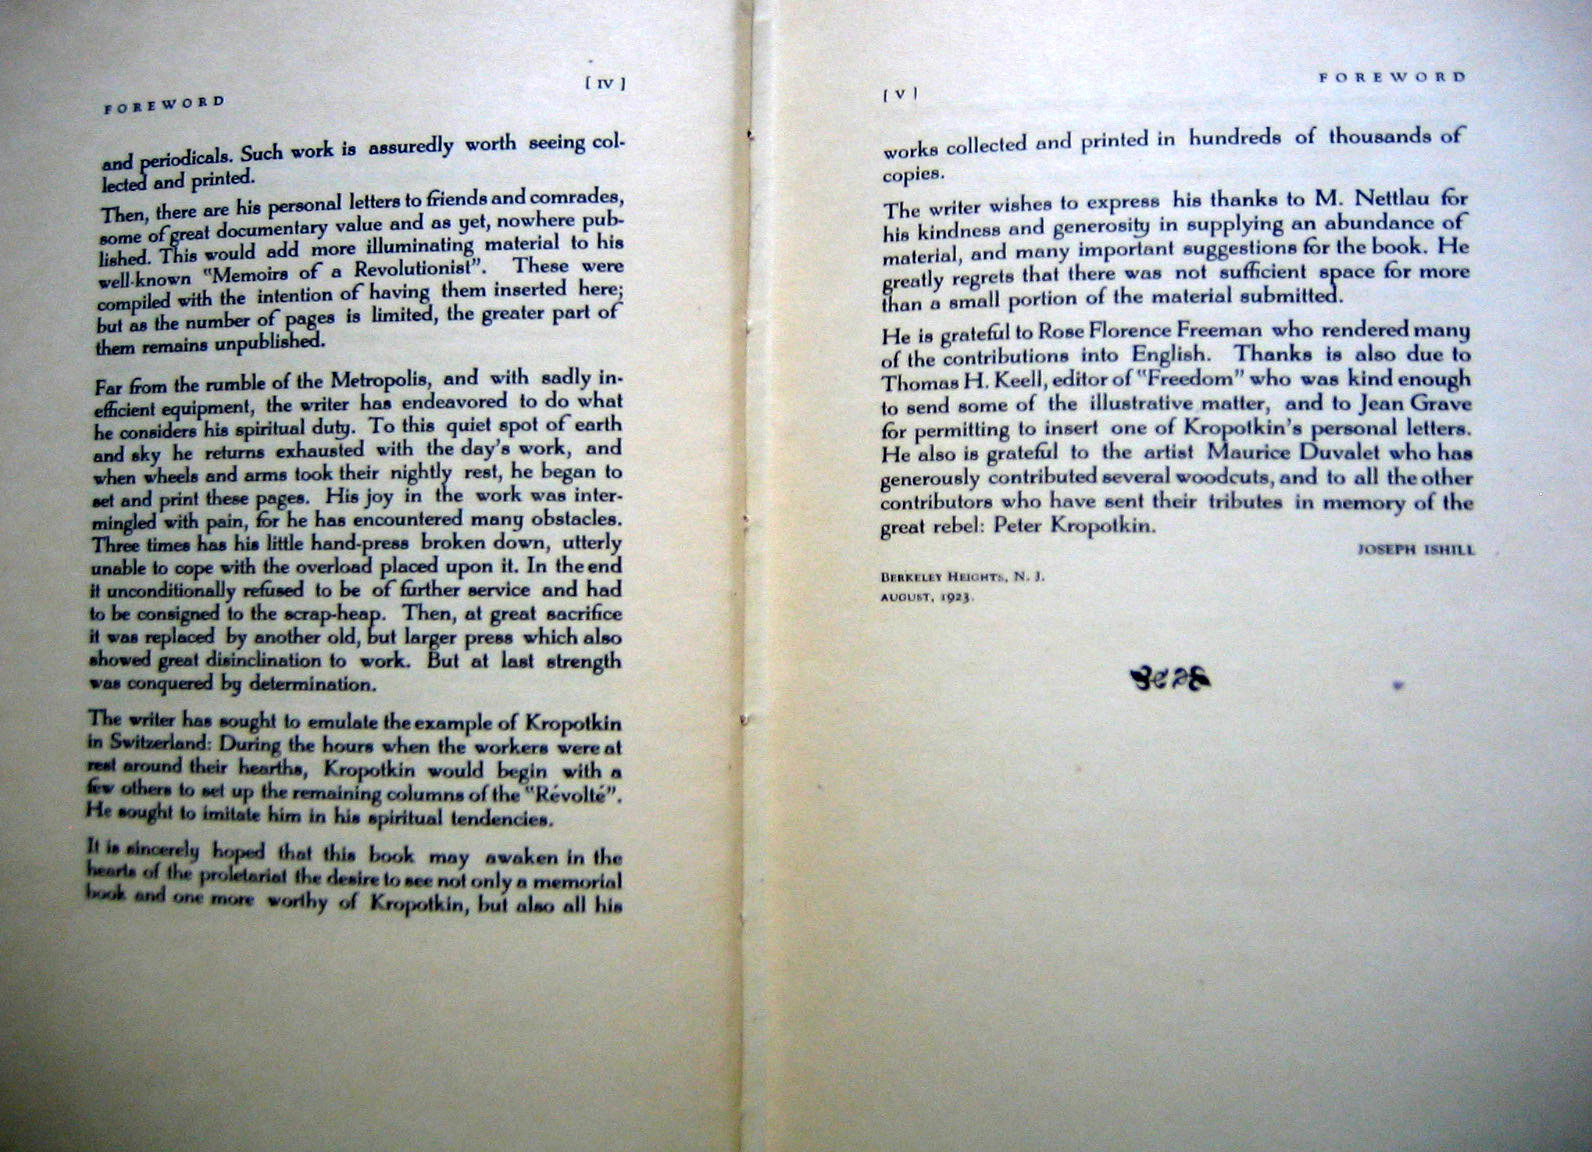 FOREWORD [ IV ]
and periodicals. Such work is assuredly worth seeing col-
lected and printed.
Then, there are his personal letters to friends and comrades,
some of great documentary value and as yet, nowhere pub-
lished. This would add more illuminating material to his
well-known "Memoirs of a Revolutionist". These were
compiled with the intention of having them inserted here;
but as the number of pages is limited, the greater part of
them remains unpublished.
Far from the rumble of the Metropolis, and with sadly in-
efficient equipment, the writer has endeavored to do what
he considers his spiritual duty. To this quiet spot of earth
and sky he returns exhausted with the day's work, and
when wheels and arms took their nightly rest, he began to
set and print these pages. His joy in the work was inter-
mingled with pain, for he has encountered many obstacles.
Three times has his little hand-press broken down, utterly
unable to cope with the overload placed upon it. In the end
it unconditionally refused to be of further service and had
to be consigned to the scrap-heap. Then, at great sacrifice
it was replaced by another old, but larger press which also
showed great disinclination to work. But at last strength
was conquered by determination.
The writer has sought to emulate the example of Kropotkin
in Switzerland: During the hours when the workers were at
rest around their hearths, Kropotkin would begin with a
few others to set up the remaining columns of the "Révolté".
He sought to imitate him in his spiritual tendencies.
It is sincerely hoped that this book may awaken in the
hearts of the proletariat the desire to see not only a memorial
book and one more worthy of Kropotkin, but also all his
[ V ] FOREWORD
works collected and printed in hundreds of thousands of
copies.
The writer wishes to express his thanks to M. Nettlau for
his kindness and generosity in supplying an abundance of
material, and many important suggestions for the book. He
greatly regrets that there was not sufficient space for more
than a small portion of the material submitted.
He is grateful to Rose Florence Freeman who rendered many
of the contributions into English. Thanks is also due to
Thomas H. Keell, editor of "Freedom" who was kind enough
to send some of the illustrative matter, and to Jean Grave
for permitting to insert one of Kropotkin's personal letters.
He also is grateful to the artist Maurice Duvalet who has
generously contributed several woodcuts, and to all the other
contributors who have sent their tributes in memory of the
great rebel: Peter Kropotkin.
JOSEPH ISHILL
BERKELEY HEIGHTS, N. J.
AUGUST, 1923.